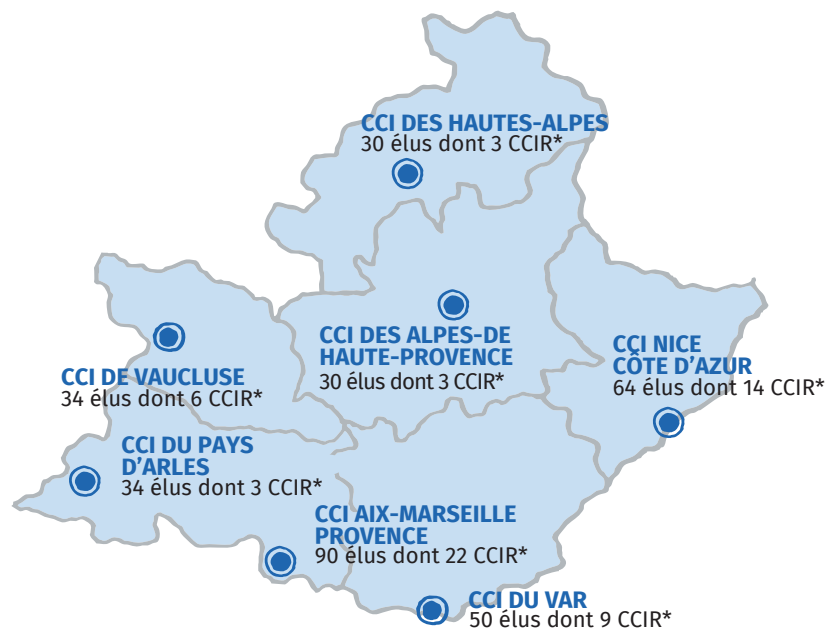 CCI DES HAUTES-ALPES
30 élus dont 3 CCIR*
CCI DES ALPES-DE
HAUTE-PROVENCE
30 élus dont 3 CCIR*
CCI NICE
CÔTE D'AZUR
64 élus dont 14 CCIR*
CCI DE VAUCLUSE
34 élus dont 6 CCIR*
CCI DU PAYS
D'ARLES
34 élus dont 3 CCIR*
CCI AIX-MARSEILLE
PROVENCE
90 élus dont 22 CCIR*
CCI DU VAR
50 élus dont 9 CCIR*